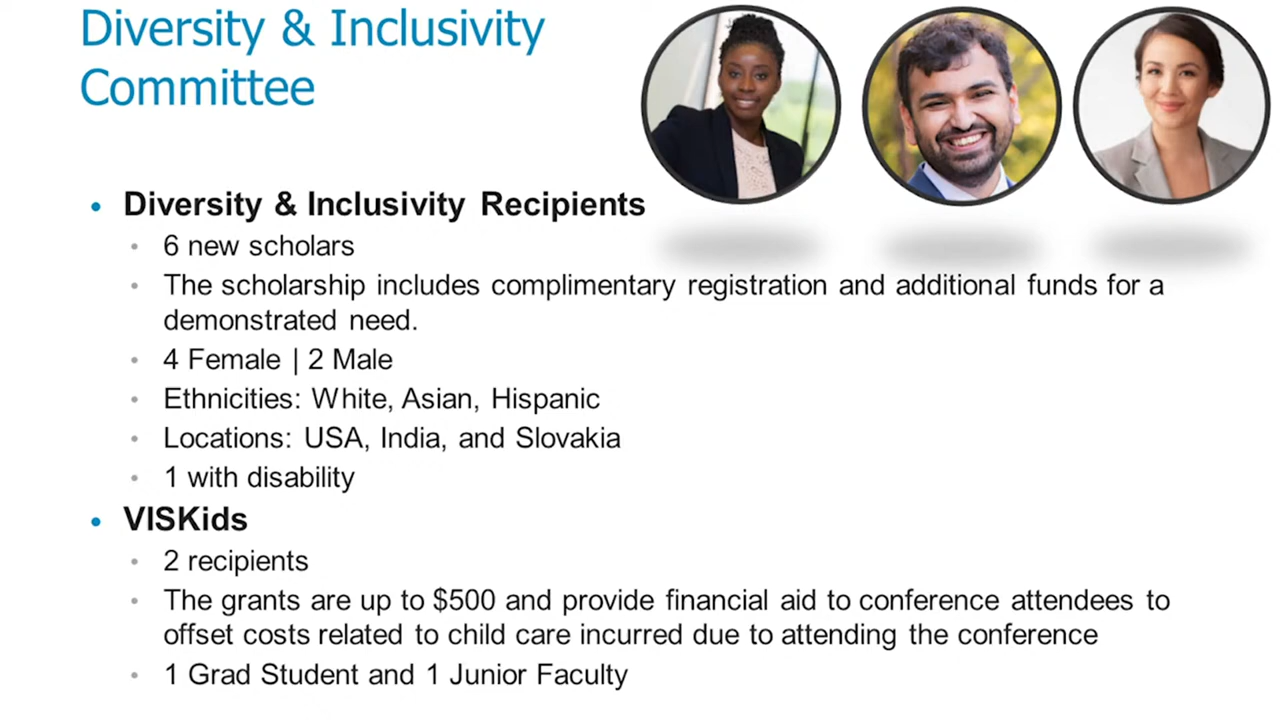 Diversity & Inclusivity
Committee
• Diversity & Inclusivity Recipients
• 6 new scholars
• The scholarship includes complimentary registration and additional funds for a
demonstrated need.
• 4 Female | 2 Male
• Ethnicities: White, Asian, Hispanic
• Locations: USA, India, and Slovakia
• 1 with disability
• VISKids
• 2 recipients
• The grants are up to $500 and provide financial aid to conference attendees to
offset costs related to child care incurred due to attending the conference
• 1 Grad Student and 1 Junior Faculty